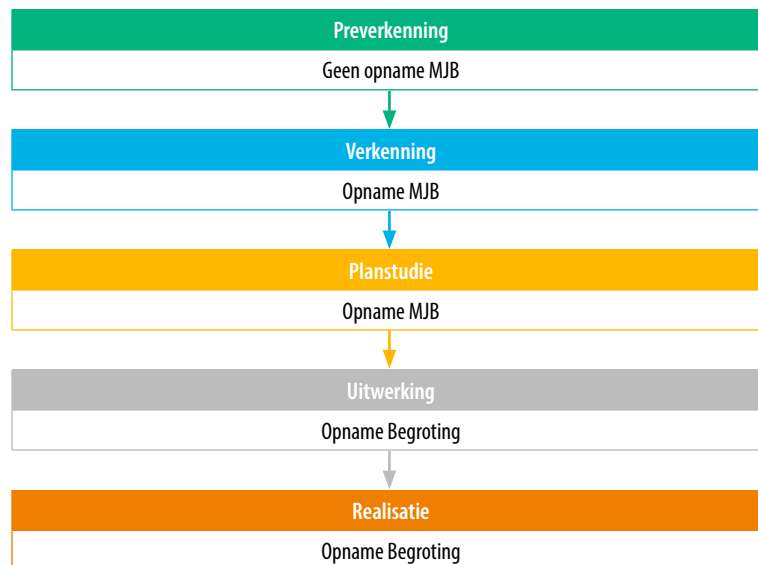 Preverkenning
Geen opname MJB
Verkenning
Opname MJB
Planstudie
Opname MJB
Uitwerking
Opname Begroting
Realisatie
Opname Begroting